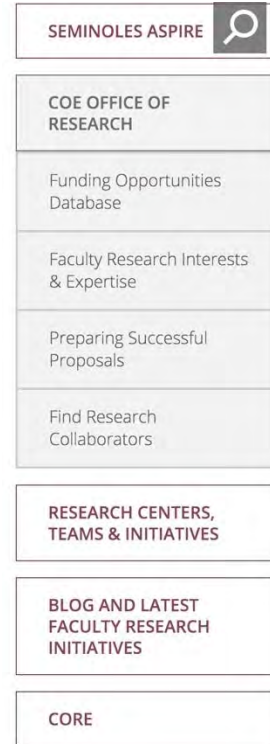 SEMINOLES ASPIRE
COE OFFICE OF
RESEARCH
Funding Opportunities
Database
Faculty Research Interests
& Expertise
Preparing Successful
Proposals
Find Research
Collaborators
RESEARCH CENTERS,
TEAMS & INITIATIVES
BLOG AND LATEST
FACULTY RESEARCH
INITIATIVES
CORE